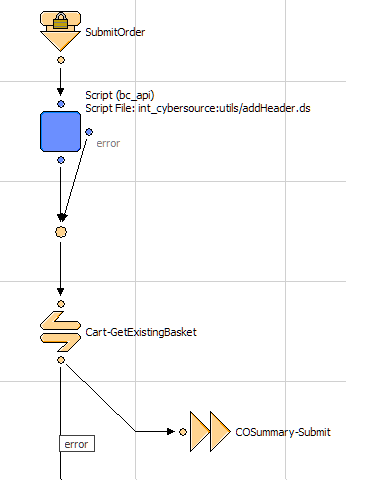 SubmitOrder
Script (bc_api)
Script File: int_cybersource:utils/addHeader.ds
error
Cart-GetExistingBasket
COSummary-Submit
error